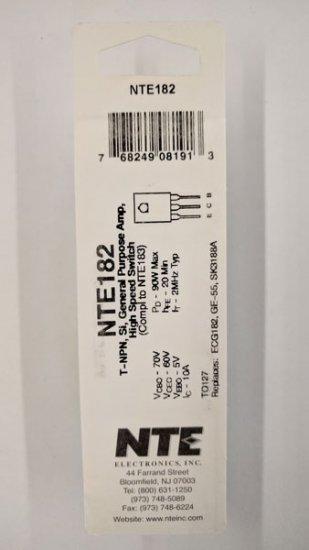 NTE182
7 68249 08191 3
E C B
NTE182
T-NPN, Si, General Purpose Amp,
High Speed Switch
(Compl to NTE183)
VCBO - 70V
VCEO - 60V
VEBO - 5V
IC - 10A
PD - 90W Max
hFE - 20 Min
fT - 2MHz Typ
TO127
Replaces: ECG182, GE-55, SK3188A
NTE
ELECTRONICS, INC.
44 Farrand Street
Bloomfield, NJ 07003
Tel: (800) 631-1250
(973) 748-5089
Fax: (973) 748-6224
Website: www.nteinc.com